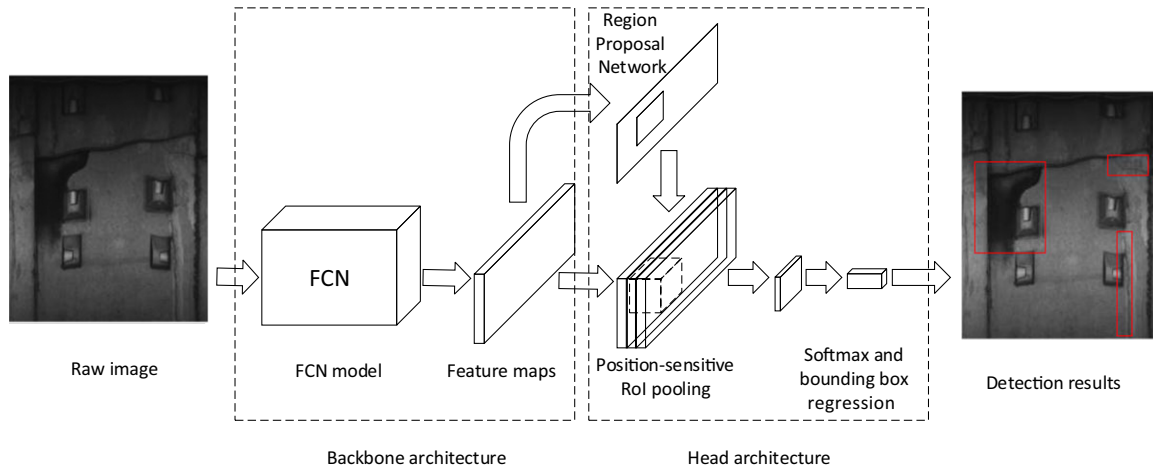 Region
Proposal
Network
FCN
Raw image
FCN model
Feature maps
Position-sensitive
RoI pooling
Softmax and
bounding box
regression
Detection results
Backbone architecture
Head architecture